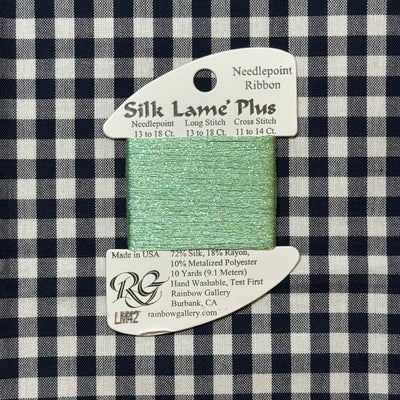 Needlepoint
Ribbon
Silk Lamé Plus
Needlepoint Long Stitch Cross Stitch
13 to 18 Ct. 13 to 18 Ct. 11 to 14 Ct.
Made in USA
72% Silk, 18% Rayon,
10% Metalized Polyester
10 Yards (9.1 Meters)
Hand Washable, Test First
Rainbow Gallery
Burbank, CA
rainbowgallery.com
RG
LM42